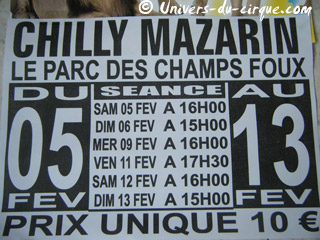 © Univers-du-cirque.com
CHILLY MAZARIN
LE PARC DES CHAMPS FOUX
DU
05
FEV
SEANCE
SAM 05 FEV A 16H00
DIM 06 FEV A 15H00
MER 09 FEV A 16H00
VEN 11 FEV A 17H30
SAM 12 FEV A 16H00
DIM 13 FEV A 15H00
AU
13
FEV
PRIX UNIQUE 10 €